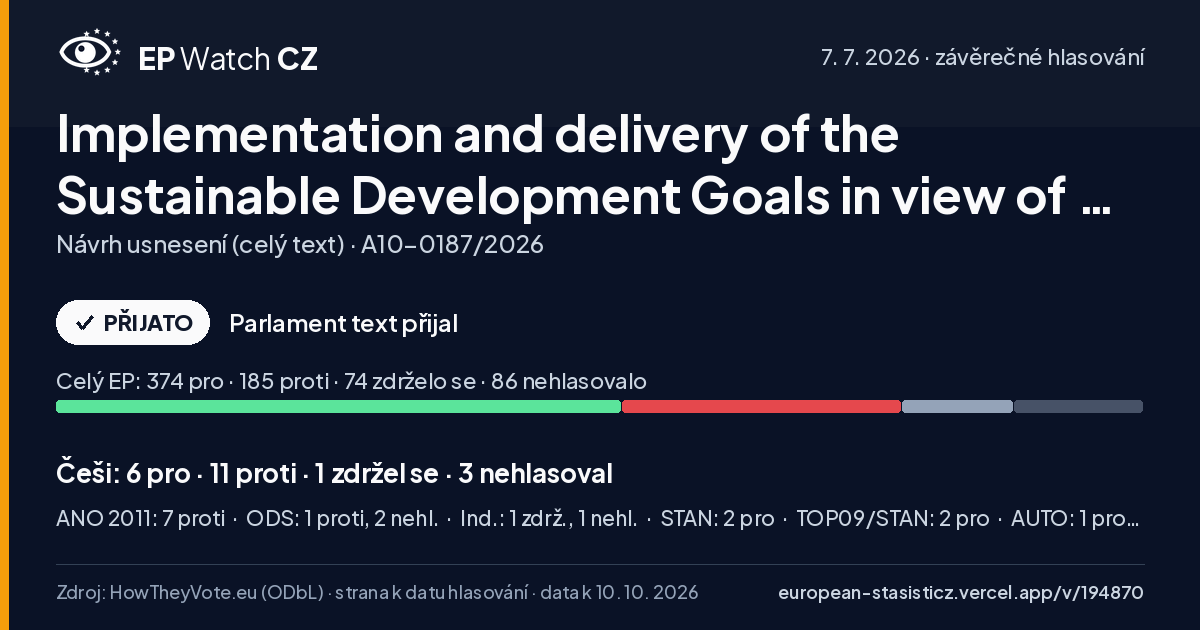 EP Watch CZ
7. 7. 2026 · závěrečné hlasování
Implementation and delivery of the
Sustainable Development Goals in view of …
Návrh usnesení (celý text) · A10-0187/2026
✓ PŘIJATO Parlament text přijal
Celý EP: 374 pro · 185 proti · 74 zdrželo se · 86 nehlasovalo
Češi: 6 pro · 11 proti · 1 zdržel se · 3 nehlasoval
ANO 2011: 7 proti · ODS: 1 proti, 2 nehl. · Ind.: 1 zdrž., 1 nehl. · STAN: 2 pro · TOP09/STAN: 2 pro · AUTO: 1 pro…
Zdroj: HowTheyVote.eu (ODbL) · strana k datu hlasování · data k 10. 10. 2026
european-stasisticz.vercel.app/v/194870